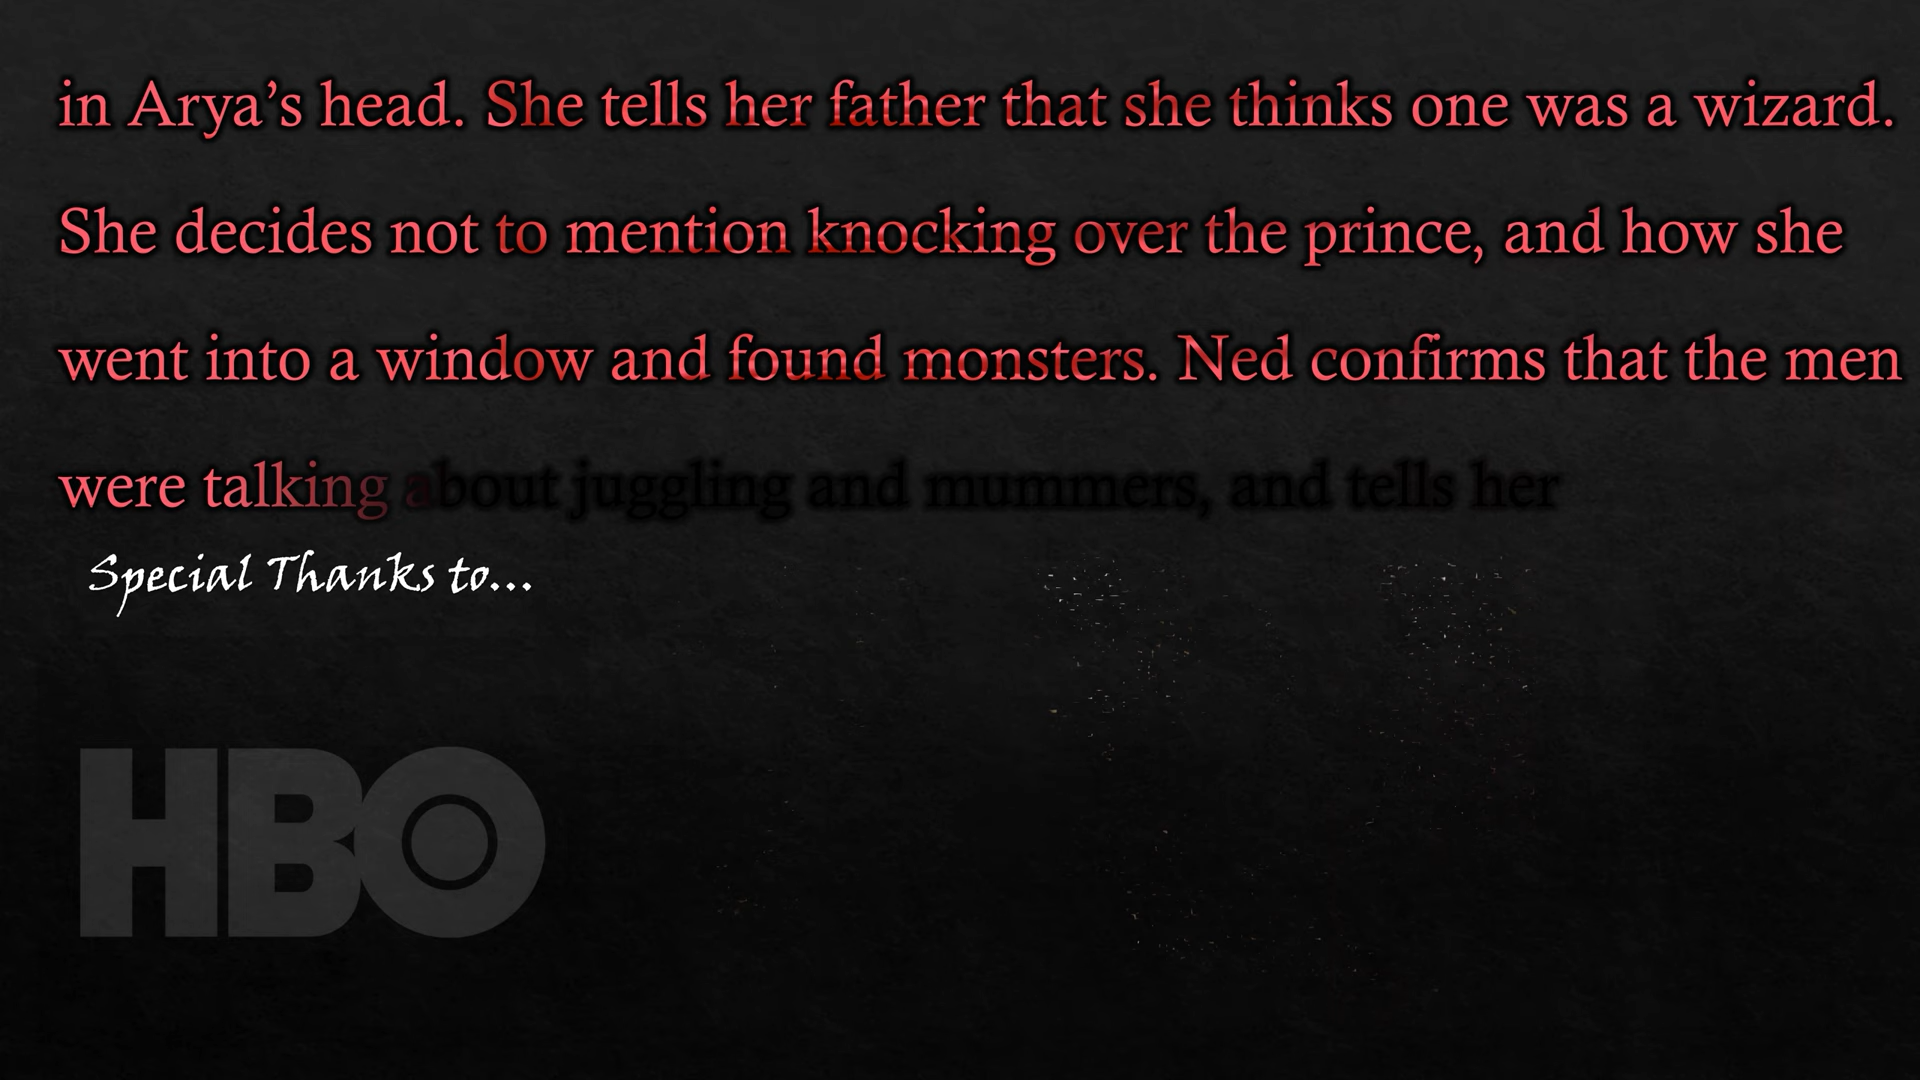 in Arya’s head. She tells her father that she thinks one was a wizard.
She decides not to mention knocking over the prince, and how she
went into a window and found monsters. Ned confirms that the men
were talking about juggling and mummers, and tells her
Special Thanks to...
HBO